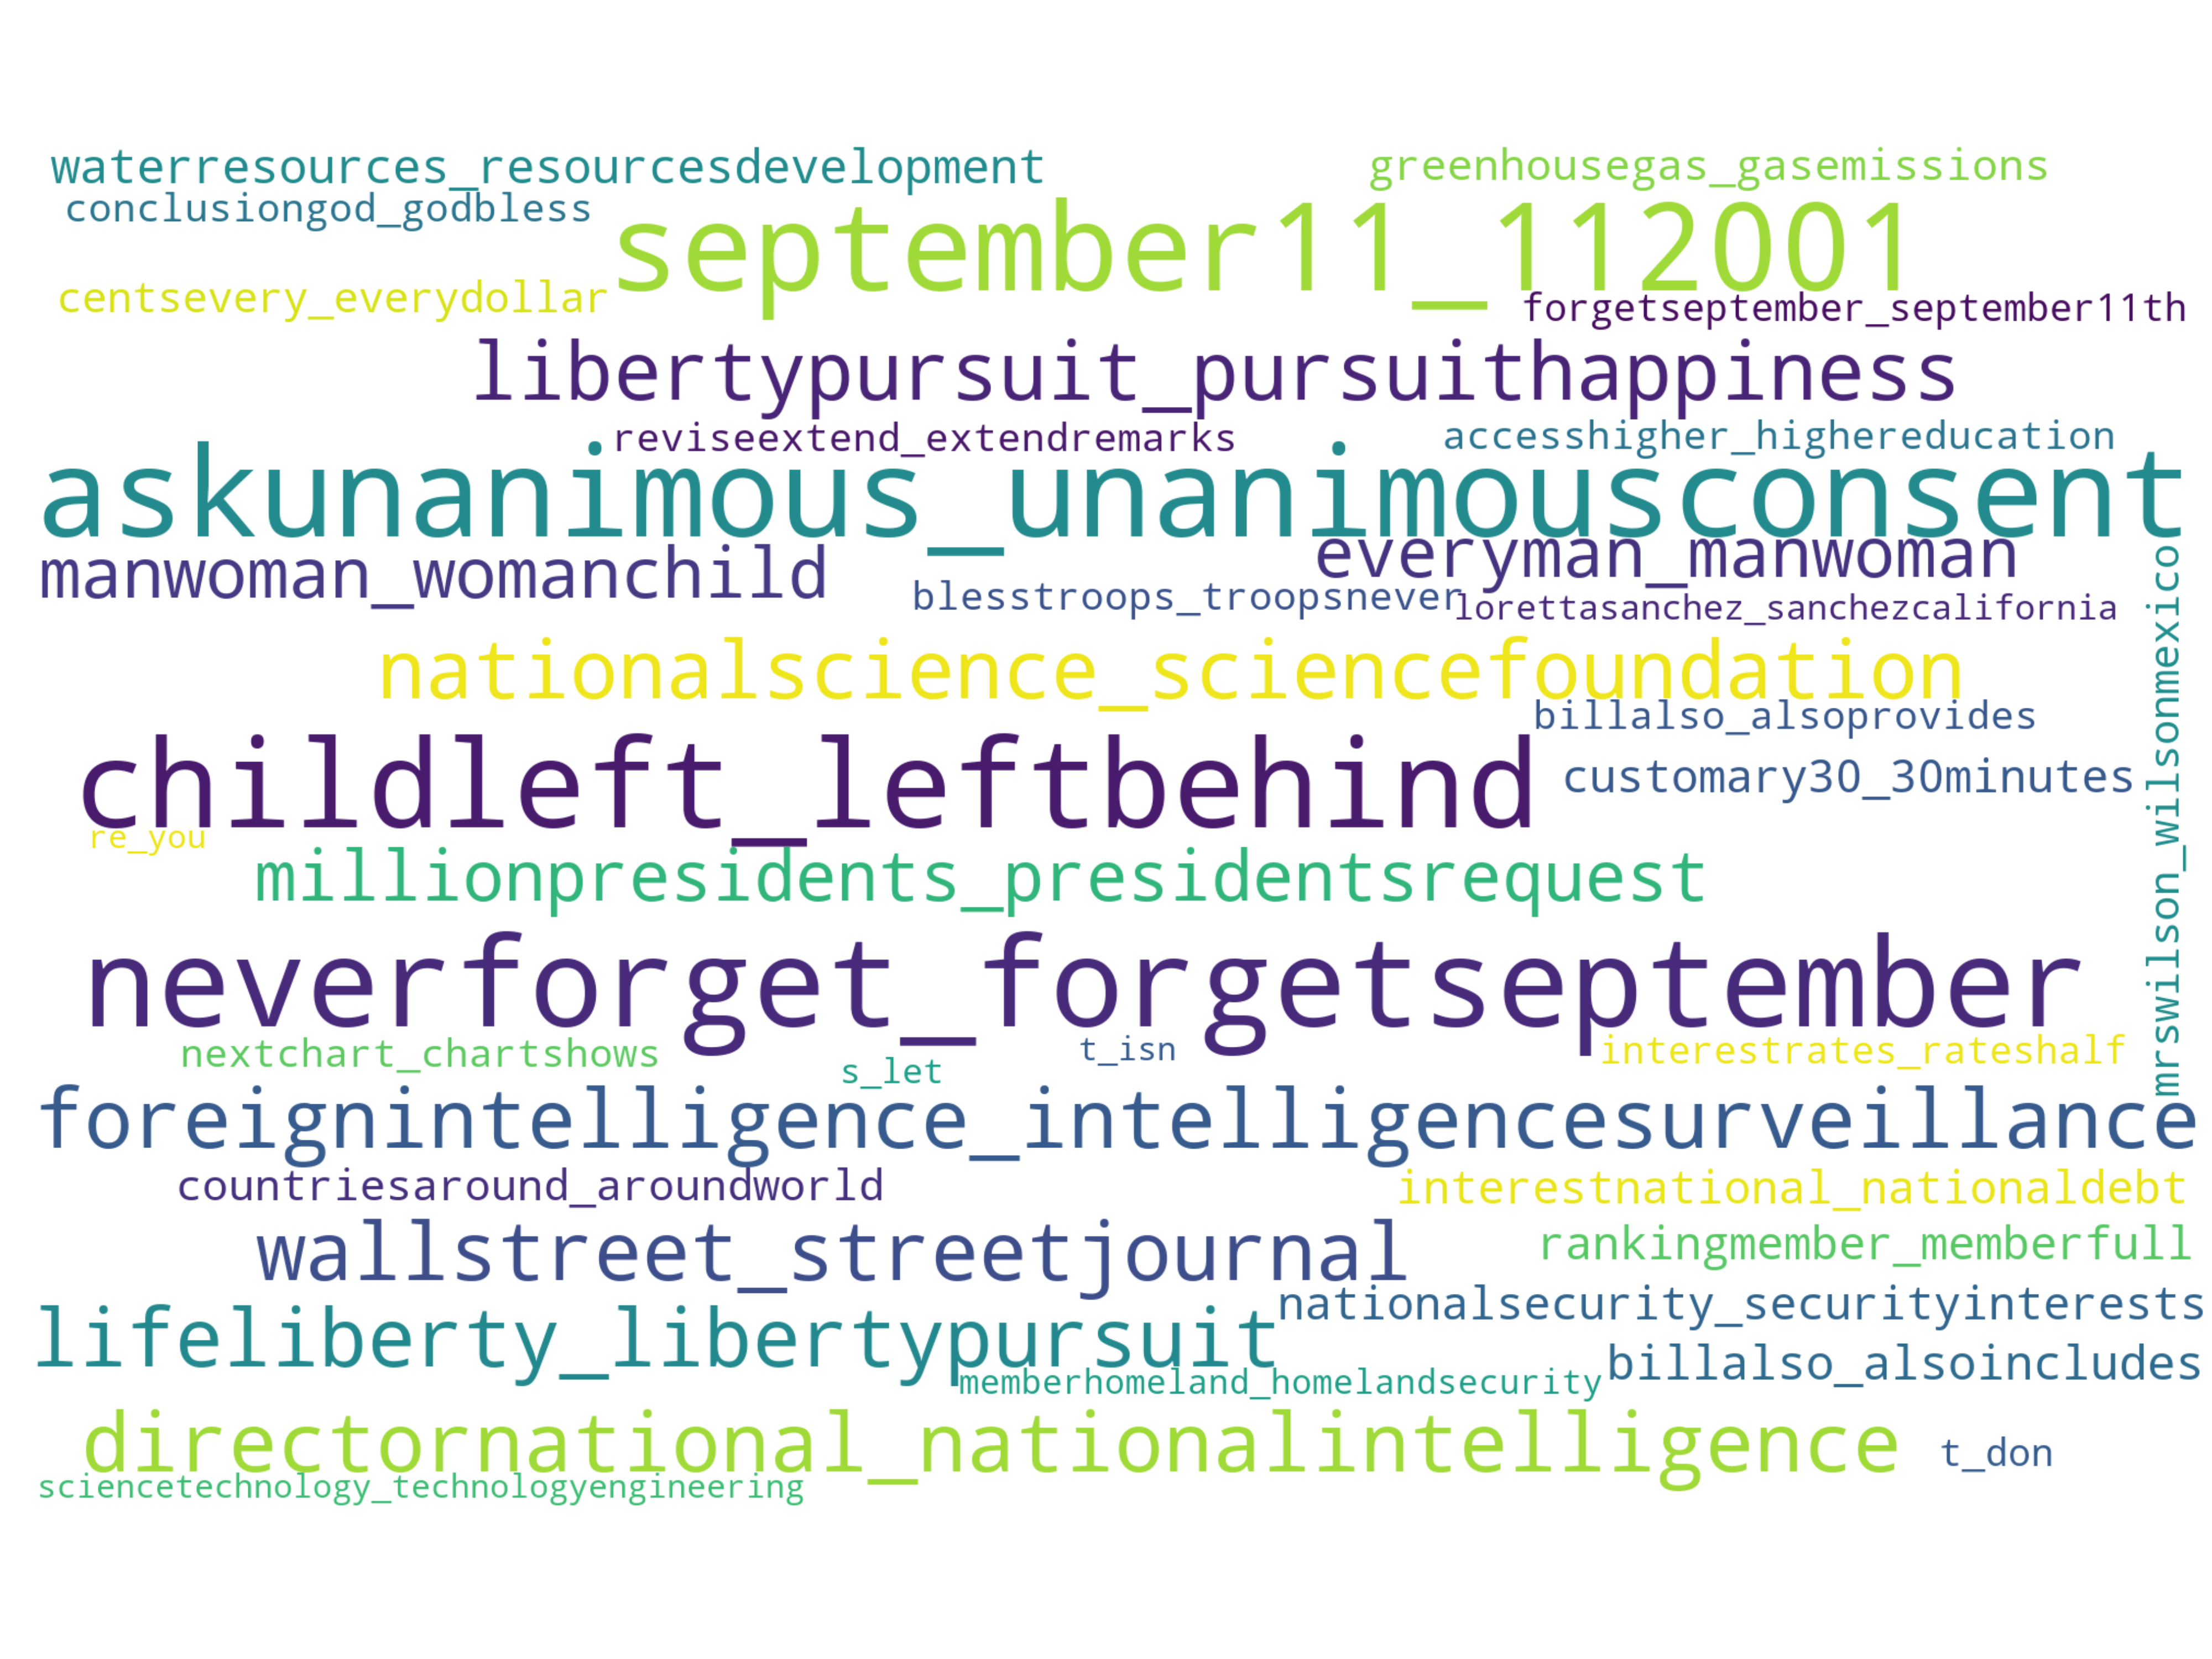 waterresources_resourcesdevelopment
greenhousegas_gasemissions
conclusiongod_godbless
september11_112001
centsevery_everydollar
forgetseptember_september11th
libertypursuit_pursuithappiness
reviseextend_extendremarks
accesshigher_highereducation
askunanimous_unanimousconsent
manwoman_womanchild
everyman_manwoman
blesstroops_troopsnever
lorettasanchez_sanchezcalifornia
mrswilson_wilsonmexico
nationalscience_sciencefoundation
billalso_alsoprovides
childleft_leftbehind
customary30_30minutes
re_you
millionpresidents_presidentsrequest
neverforget_forgetseptember
nextchart_chartshows
s_let
t_isn
interestrates_rateshalf
foreignintelligence_intelligencesurveillance
countriesaround_aroundworld
interestnational_nationaldebt
wallstreet_streetjournal
rankingmember_memberfull
lifeliberty_libertypursuit
nationalsecurity_securityinterests
memberhomeland_homelandsecurity
billalso_alsoincludes
directornational_nationalintelligence
t_don
sciencetechnology_technologyengineering